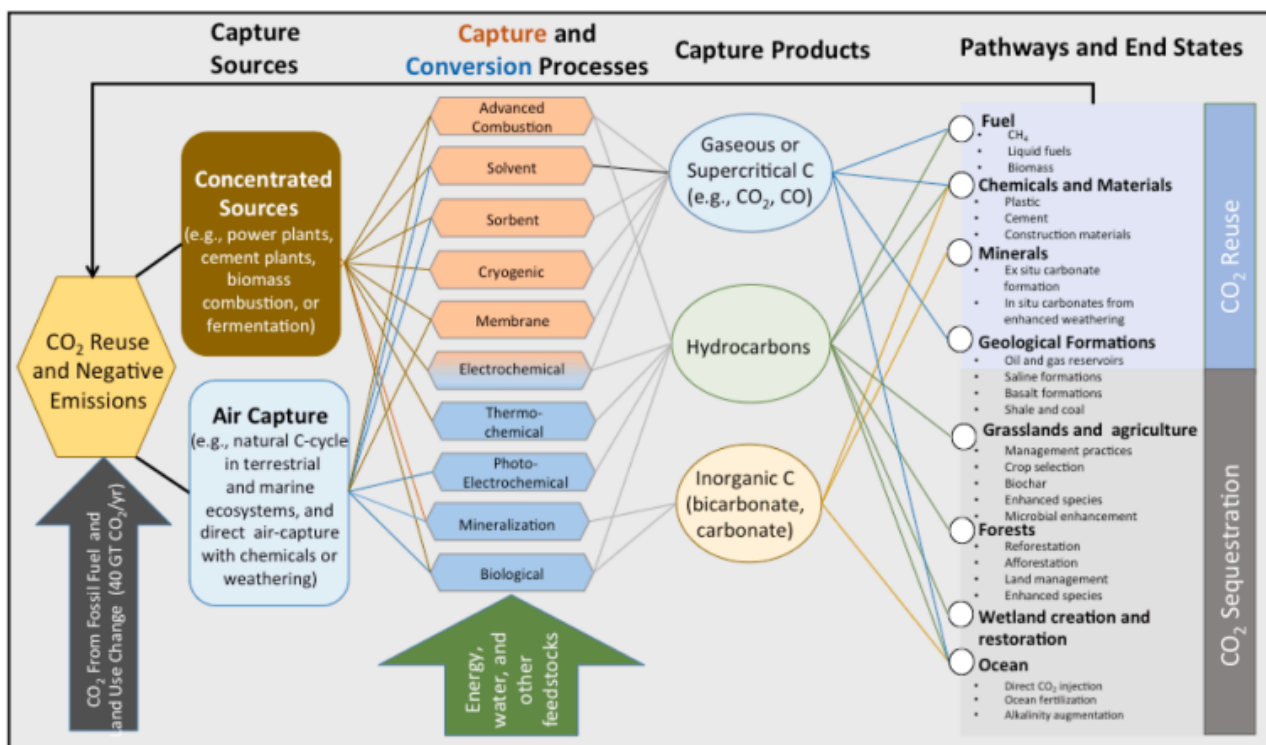 Capture
Sources
Capture and
Conversion Processes
Capture Products
Pathways and End States
CO₂ Reuse
and Negative
Emissions
CO₂ From Fossil Fuel and
Land Use Change (40 GT CO₂/yr)
Concentrated
Sources
(e.g., power plants,
cement plants,
biomass
combustion, or
fermentation)
Air Capture
(e.g., natural C-cycle
in terrestrial
and marine
ecosystems, and
direct air-capture
with chemicals or
weathering)
Advanced
Combustion
Solvent
Sorbent
Cryogenic
Membrane
Electrochemical
Thermo-
chemical
Photo-
Electrochemical
Mineralization
Biological
Energy,
water, and
other
feedstocks
Gaseous or
Supercritical C
(e.g., CO₂, CO)
Hydrocarbons
Inorganic C
(bicarbonate,
carbonate)
Fuel
• CH₄
• Liquid fuels
• Biomass
Chemicals and Materials
• Plastic
• Cement
• Construction materials
Minerals
• Ex situ carbonate
formation
• In situ carbonates from
enhanced weathering
Geological Formations
• Oil and gas reservoirs
• Saline formations
• Basalt formations
• Shale and coal
Grasslands and agriculture
• Management practices
• Crop selection
• Biochar
• Enhanced species
• Microbial enhancement
Forests
• Reforestation
• Afforestation
• Land management
• Enhanced species
Wetland creation and
restoration
Ocean
• Direct CO₂ injection
• Ocean fertilization
• Alkalinity augmentation
CO₂ Reuse
CO₂ Sequestration